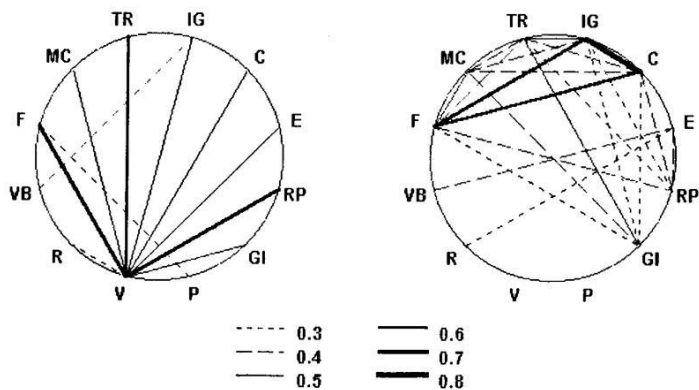 TR IG TR IG
MC C MC C
F E F E
VB RP VB RP
R GI R GI
V P V P
0.3 0.6
0.4 0.7
0.5 0.8